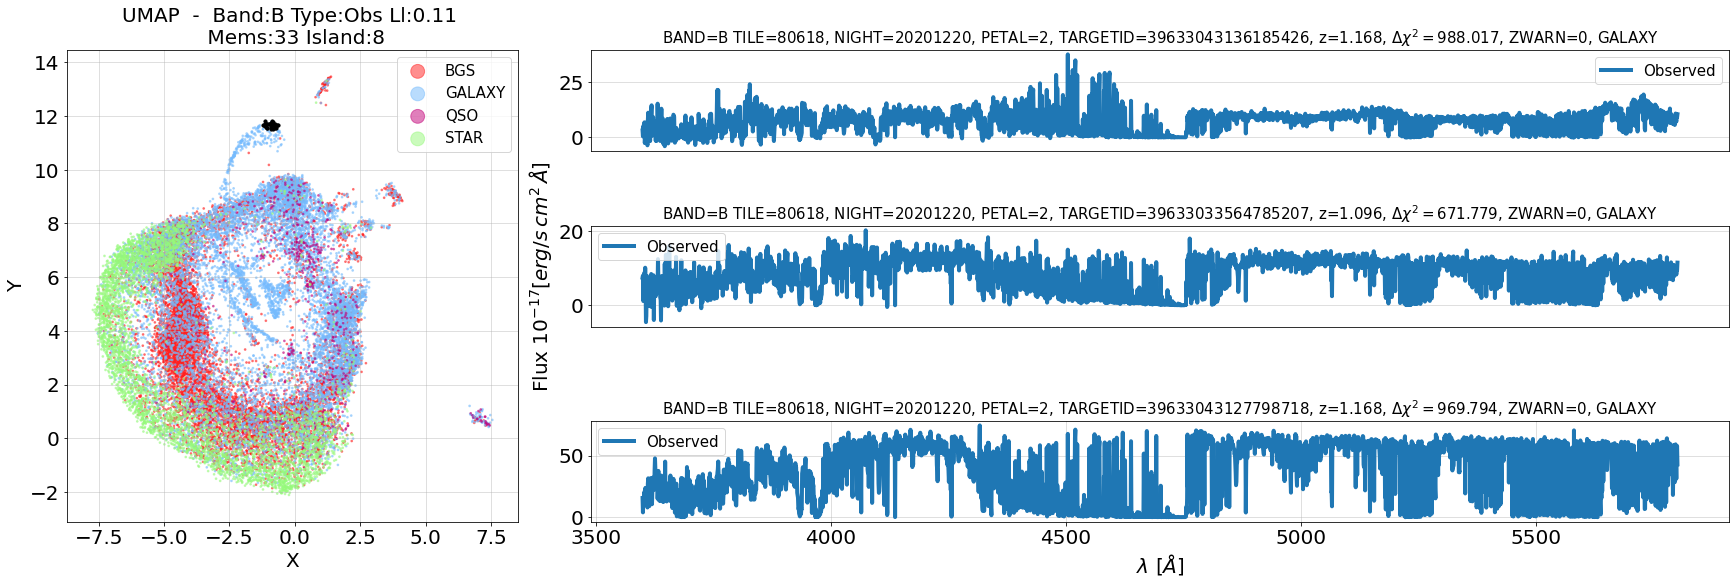 UMAP - Band:B Type:Obs Ll:0.11
Mems:33 Island:8
14
12
10
8
6
4
2
0
−2
Y
−7.5 −5.0 −2.5 0.0 2.5 5.0 7.5
X
BGS
GALAXY
QSO
STAR
BAND=B TILE=80618, NIGHT=20201220, PETAL=2, TARGETID=39633043136185426, z=1.168, Δχ² = 988.017, ZWARN=0, GALAXY
25
0
Observed
BAND=B TILE=80618, NIGHT=20201220, PETAL=2, TARGETID=39633033564785207, z=1.096, Δχ² = 671.779, ZWARN=0, GALAXY
20
0
Observed
Flux 10⁻¹⁷[erg/s cm² Å]
BAND=B TILE=80618, NIGHT=20201220, PETAL=2, TARGETID=39633043127798718, z=1.168, Δχ² = 969.794, ZWARN=0, GALAXY
50
0
Observed
3500 4000 4500 5000 5500
λ [Å]